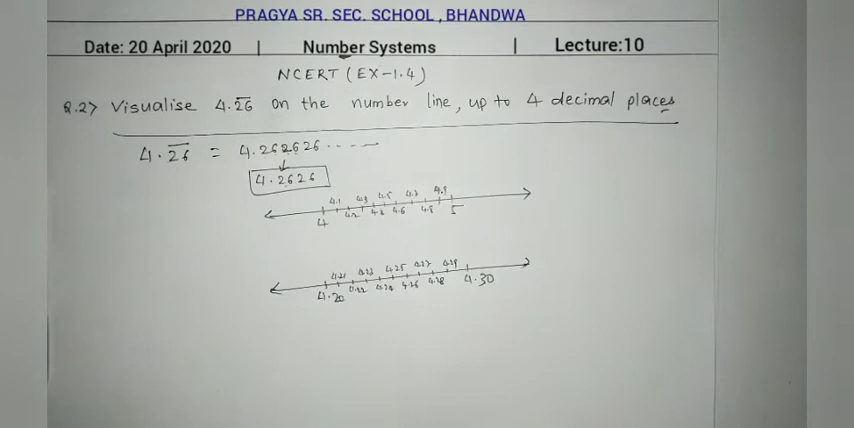 PRAGYA SR. SEC. SCHOOL , BHANDWA
Date: 20 April 2020 | Number Systems | Lecture:10
NCERT (EX-1.4)
Q.2> Visualise 4.2̅6̅ on the number line, up to 4 decimal places
4.2̅6̅ = 4.262626 ....
4.2626
4.1 4.3 4.5 4.7 4.9
4 4.2 4.4 4.6 4.8 5
4.21 4.23 4.25 4.27 4.29
4.20 4.22 4.24 4.26 4.28 4.30